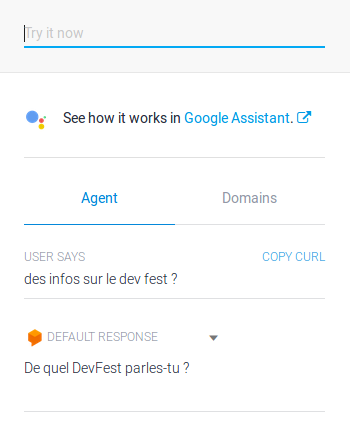 Try it now
See how it works in Google Assistant.
Agent Domains
USER SAYS COPY CURL
des infos sur le dev fest ?
DEFAULT RESPONSE
De quel DevFest parles-tu ?